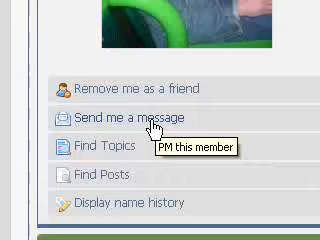 Remove me as a friend
Send me a message
PM this member
Find Topics
Find Posts
Display name history